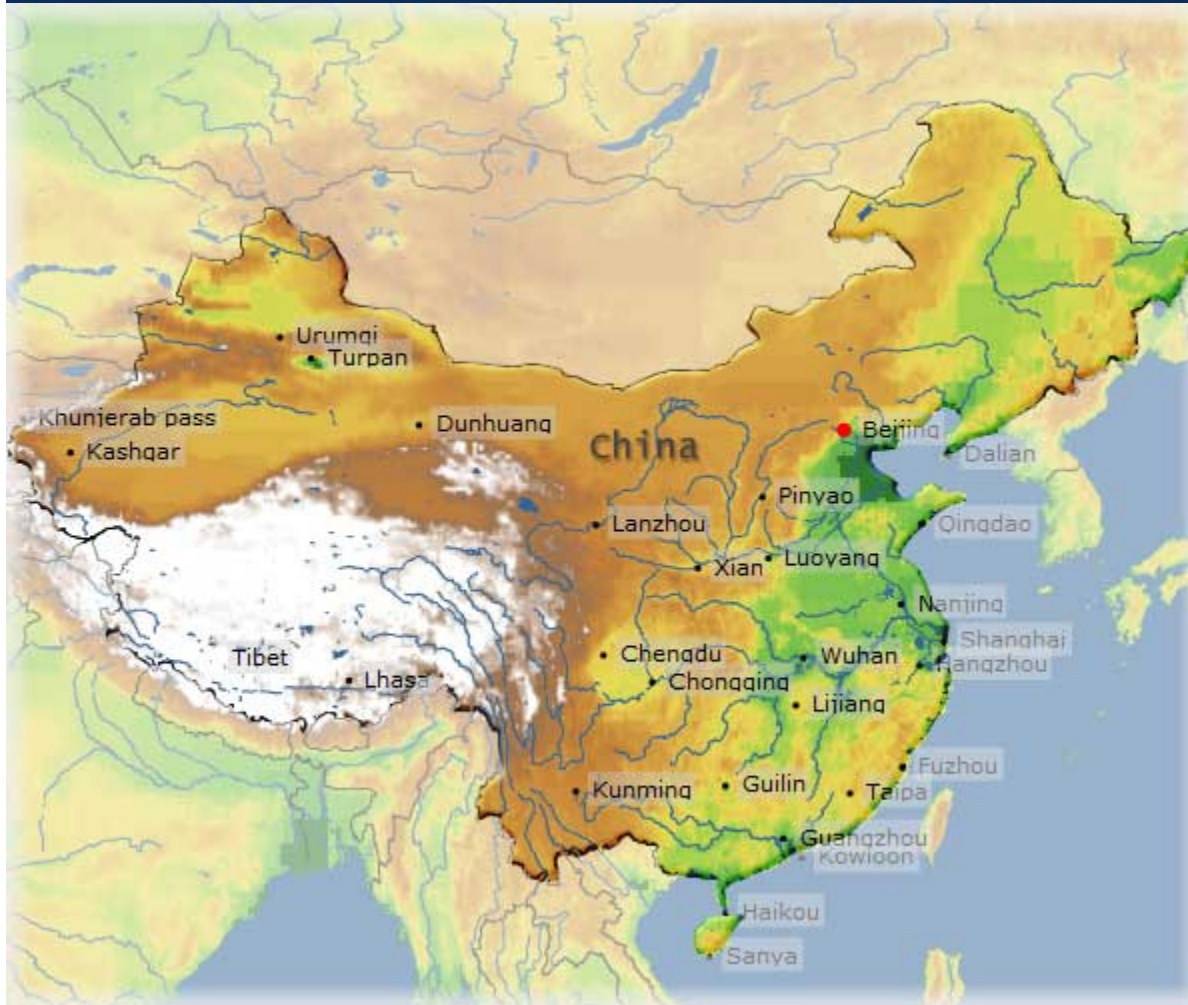 Urumqi
Turpan
Khunjerab pass
Dunhuang
Kashgar
China
Beijing
Dalian
Pinyao
Lanzhou
Qingdao
Luoyang
Xian
Nanjing
Shanghai
Hangzhou
Tibet
Chengdu
Wuhan
Lhasa
Chongqing
Lijiang
Fuzhou
Kunming
Guilin
Taipa
Guangzhou
Kowloon
Haikou
Sanya